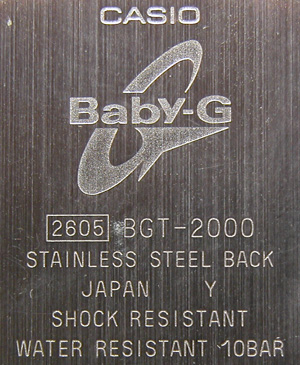 CASIO
Baby-G
2605 BGT-2000
STAINLESS STEEL BACK
JAPAN Y
SHOCK RESISTANT
WATER RESISTANT 10BAR